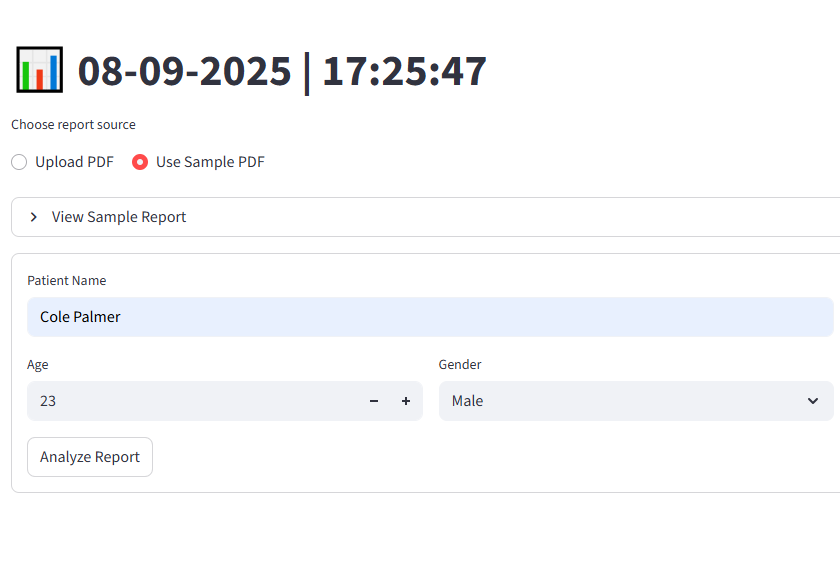 08-09-2025 | 17:25:47
Choose report source
Upload PDF Use Sample PDF
View Sample Report
Patient Name
Cole Palmer
Age Gender
23 Male
Analyze Report